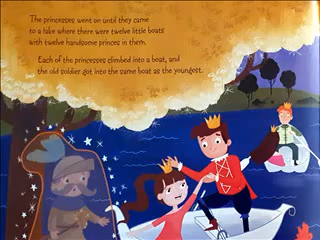 The princesses went on until they came
to a lake where there were twelve little boats
with twelve handsome princes in them.
Each of the princesses climbed into a boat, and
the old soldier got into the same boat as the youngest.